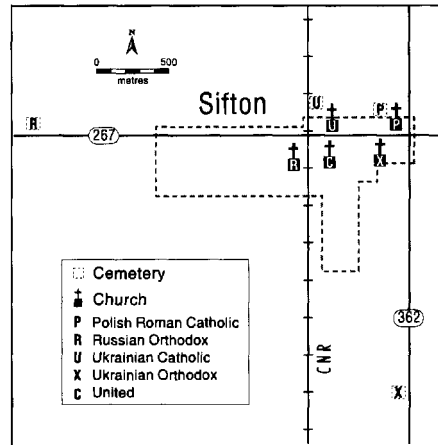 N
0 500
metres
Sifton
U P
U P
R
267
R C X
Cemetery
Church
P Polish Roman Catholic
R Russian Orthodox
U Ukrainian Catholic
X Ukrainian Orthodox
C United
362
CNR
X